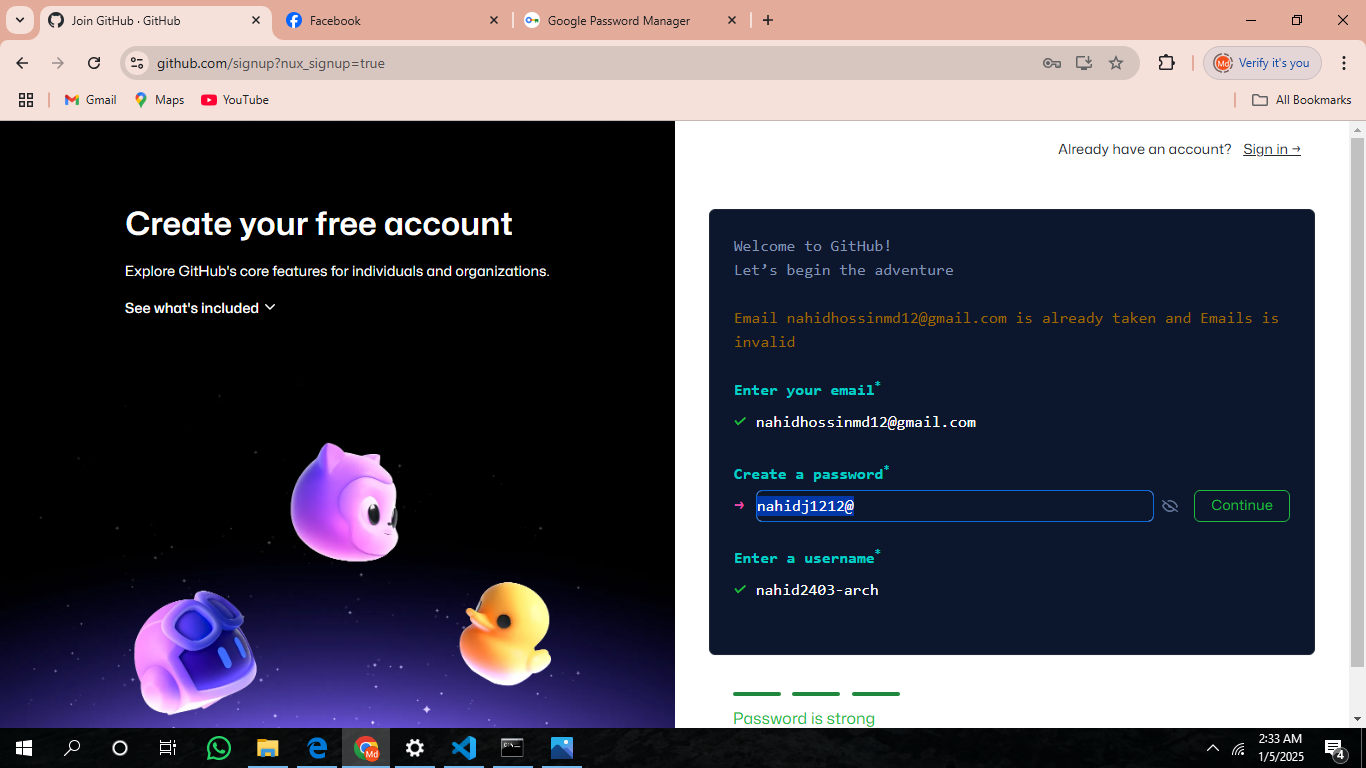 Join GitHub · GitHub
Facebook
Google Password Manager
github.com/signup?nux_signup=true
Md
Verify it's you
Gmail
Maps
YouTube
All Bookmarks
Already have an account? Sign in →
Create your free account
Explore GitHub's core features for individuals and organizations.
See what's included
Welcome to GitHub!
Let’s begin the adventure
Email nahidhossinmd12@gmail.com is already taken and Emails is
invalid
Enter your email*
nahidhossinmd12@gmail.com
Create a password*
→ nahidj1212@ Continue
Enter a username*
nahid2403-arch
Password is strong
Md
2:33 AM
1/5/2025
4